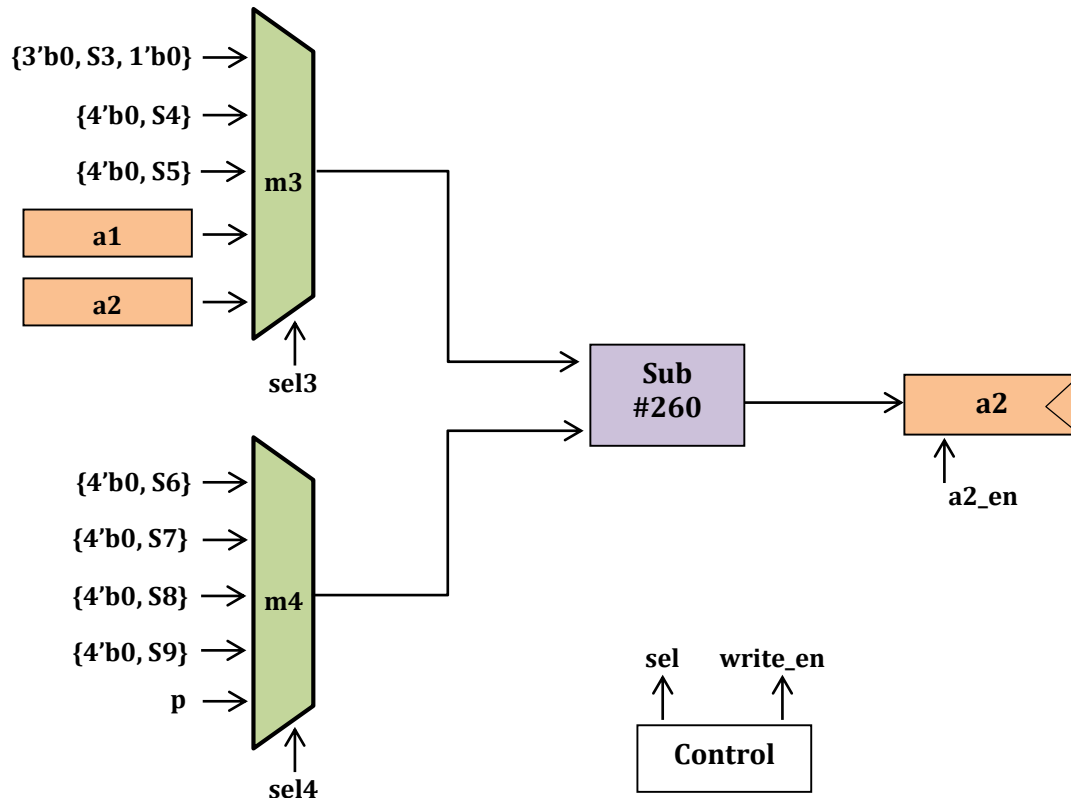 {3’b0, S3, 1’b0}
{4’b0, S4}
{4’b0, S5}
a1
a2
m3
sel3
Sub
#260
a2
a2_en
{4’b0, S6}
{4’b0, S7}
{4’b0, S8}
{4’b0, S9}
p
m4
sel4
sel
write_en
Control